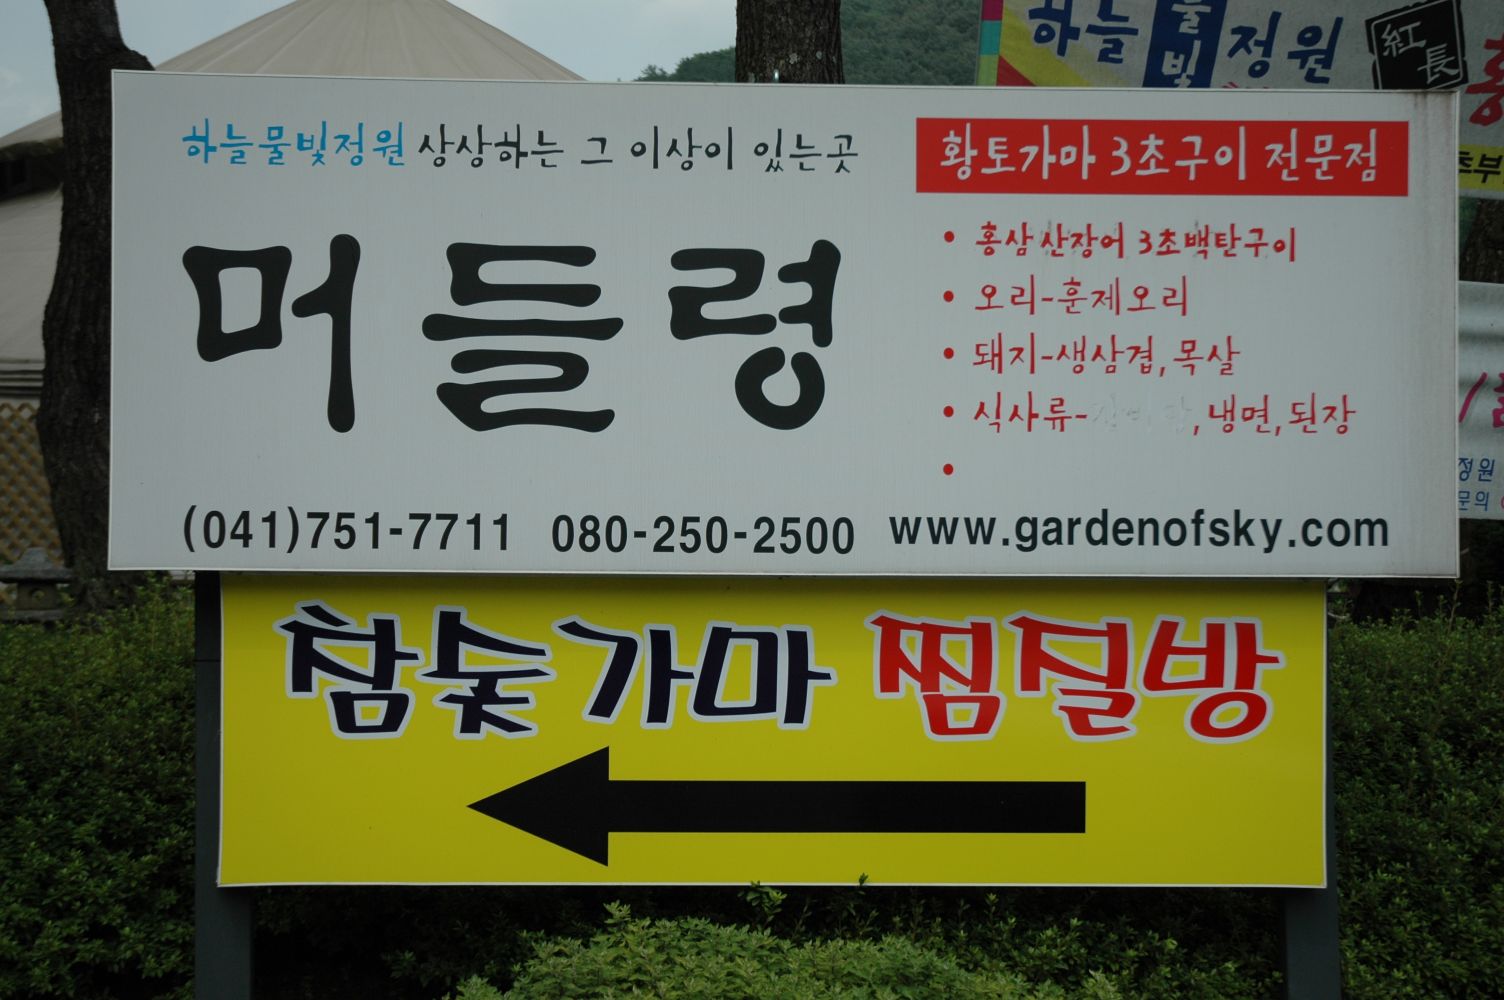 하늘물빛정원
紅長
하늘물빛정원 상상하는 그 이상이 있는곳
머들령
(041)751-7711 080-250-2500 www.gardenofsky.com
황토가마 3초구이 전문점
• 홍삼 산장어 3초백탄구이
• 오리-훈제오리
• 돼지-생삼겹, 목살
• 식사류- , 냉면, 된장
•
참숯가마 찜질방
정원
문의